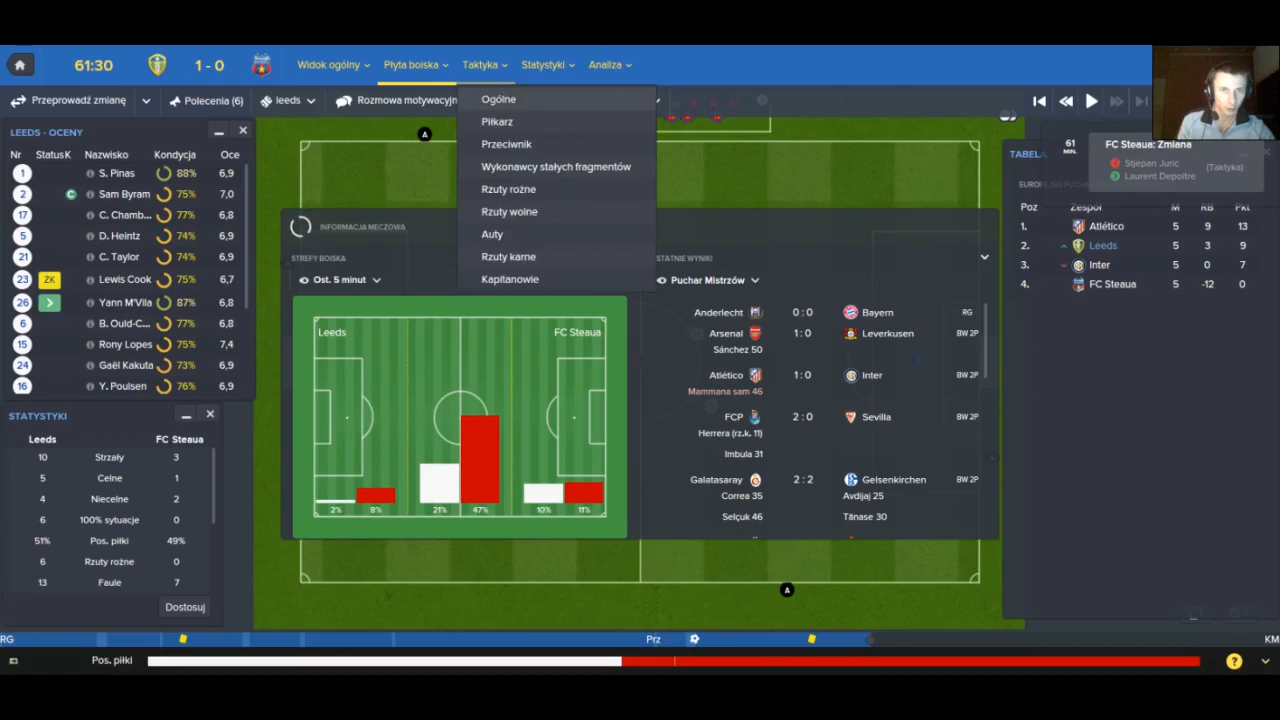 61:30
1 - 0
Widok ogólny
Płyta boiska
Taktyka
Statystyki
Analiza
Przeprowadź zmianę
Polecenia (6)
leeds
Rozmowa motywacyjn
Ogólne
Piłkarz
Przeciwnik
Wykonawcy stałych fragmentów
Rzuty rożne
Rzuty wolne
Auty
Rzuty karne
Kapitanowie
LEEDS - OCENY
Nr StatusK Nazwisko Kondycja Oce
1 S. Pinas 88% 6,9
2 C Sam Byram 75% 7,0
17 C. Chamb... 77% 6,8
5 D. Heintz 74% 6,9
21 C. Taylor 74% 6,9
23 ŻK Lewis Cook 75% 6,7
26 Yann M'Vila 87% 6,8
6 B. Ould-C... 77% 6,8
15 Rony Lopes 75% 7,4
24 Gaël Kakuta 73% 6,9
16 Y. Poulsen 76% 6,9
STATYSTYKI
Leeds FC Steaua
10 Strzały 3
5 Celne 1
4 Niecelne 2
6 100% sytuacje 0
51% Pos. piłki 49%
6 Rzuty rożne 0
13 Faule 7
Dostosuj
A
INFORMACJA MECZOWA
STREFY BOISKA
Ost. 5 minut
Leeds FC Steaua
2% 8% 21% 47% 10% 11%
STATNIE WYNIKI
Puchar Mistrzów
Anderlecht 0 : 0 Bayern RG
Arsenal 1 : 0 Leverkusen BW 2P
Sánchez 50
Atlético 1 : 0 Inter BW 2P
Mammana sam 46
FCP 2 : 0 Sevilla BW 2P
Herrera (rz.k. 11)
Imbula 31
Galatasaray 2 : 2 Gelsenkirchen BW 2P
Correa 35 Avdijaj 25
Selçuk 46 Tănase 30
A
61
MIN.
FC Steaua: Zmiana
Stjepan Juric
Laurent Depoitre
(Taktyka)
TABELA
Poz Zespół M RB Pkt
1. Atlético 5 9 13
2. Leeds 5 3 9
3. Inter 5 0 7
4. FC Steaua 5 -12 0
RG
Prz
KM
Pos. piłki
?